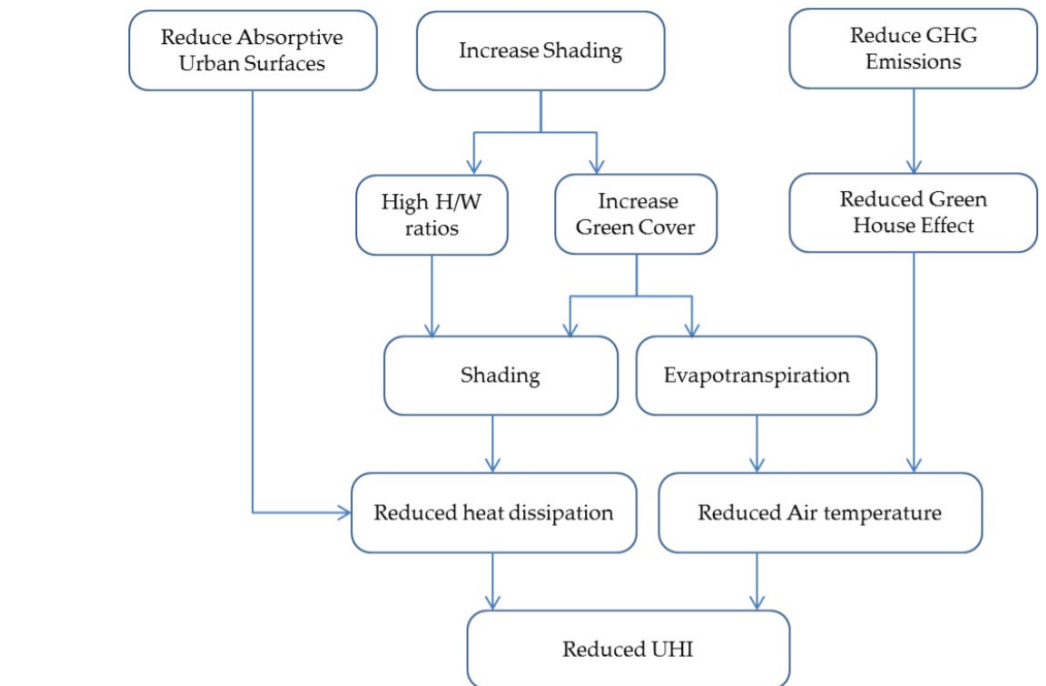 Reduce Absorptive
Urban Surfaces
Increase Shading
Reduce GHG
Emissions
High H/W
ratios
Increase
Green Cover
Reduced Green
House Effect
Shading
Evapotranspiration
Reduced heat dissipation
Reduced Air temperature
Reduced UHI